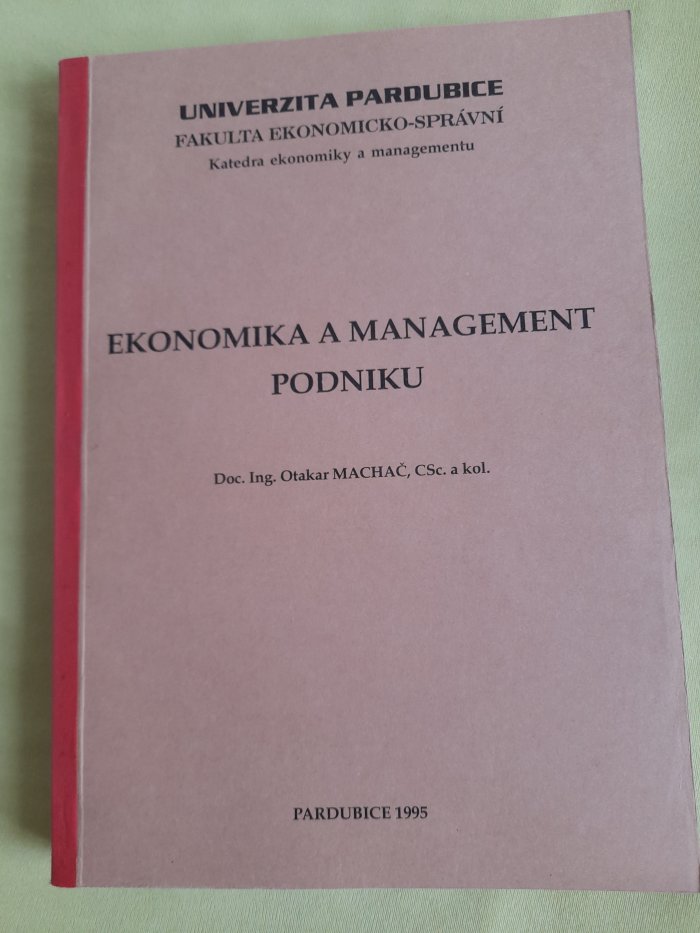 UNIVERZITA PARDUBICE
FAKULTA EKONOMICKO-SPRÁVNÍ
Katedra ekonomiky a managementu
EKONOMIKA A MANAGEMENT
PODNIKU
Doc. Ing. Otakar MACHAČ, CSc. a kol.
PARDUBICE 1995